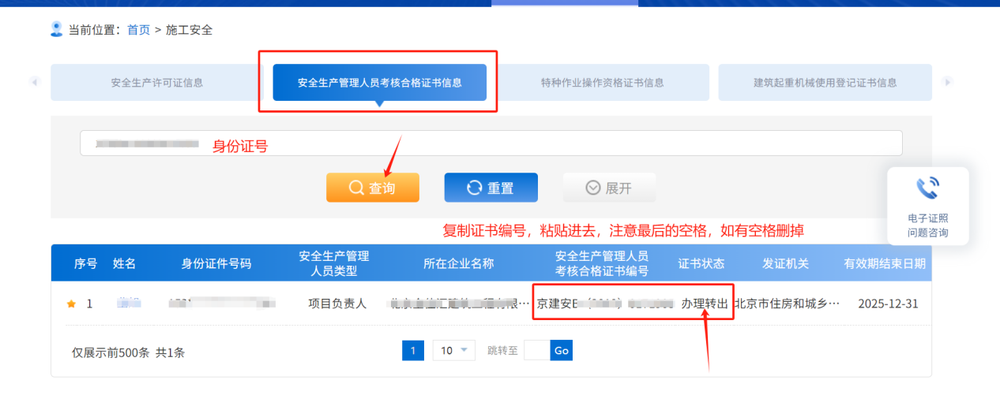 当前位置：首页 > 施工安全
安全生产许可证信息 安全生产管理人员考核合格证书信息 特种作业操作资格证书信息 建筑起重机械使用登记证书信息
身份证号
查询 重置 展开
电子证照
问题咨询
复制证书编号，粘贴进去，注意最后的空格，如有空格删掉
序号 姓名 身份证件号码 安全生产管理人员类型 所在企业名称 安全生产管理人员考核合格证书编号 证书状态 发证机关 有效期结束日期
1 项目负责人 京建安B 办理转出 北京市住房和城乡… 2025-12-31
仅展示前500条 共1条 1 10 跳转至 Go